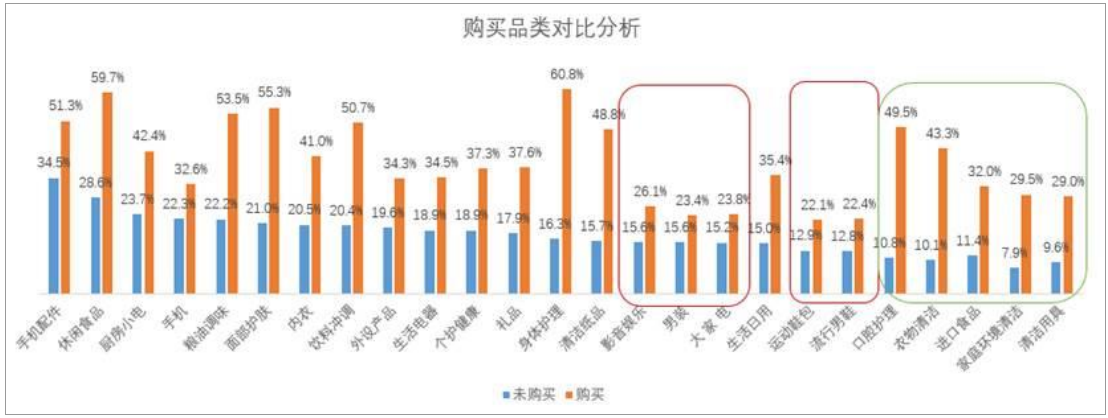 购买品类对比分析
51.3%
59.7%
42.4%
32.6%
53.5%
55.3%
41.0%
50.7%
34.3%
34.5%
37.3%
37.6%
60.8%
48.8%
26.1%
23.4%
23.8%
35.4%
22.1%
22.4%
49.5%
43.3%
32.0%
29.5%
29.0%
34.5%
28.6%
23.7%
22.3%
22.2%
21.0%
20.5%
20.4%
19.6%
18.9%
18.9%
17.9%
16.3%
15.7%
15.6%
15.6%
15.2%
15.0%
12.9%
12.8%
10.8%
10.1%
11.4%
7.9%
9.6%
手机配件
休闲食品
厨房小电
手机
粮油调味
面部护肤
内衣
饮料冲调
外设产品
生活电器
个护健康
礼品
身体护理
清洁纸品
影音娱乐
男装
大家电
生活日用
运动鞋包
流行男鞋
口腔护理
衣物清洁
进口食品
家庭环境清洁
清洁用具
未购买 购买